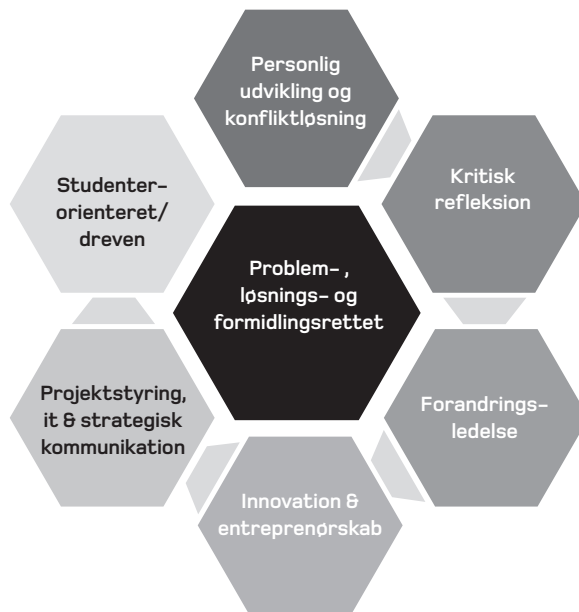 Personlig
udvikling og
konfliktløsning
Kritisk
refleksion
Forandrings-
ledelse
Innovation &
entreprenørskab
Projektstyring,
it & strategisk
kommunikation
Studenter-
orienteret/
dreven
Problem- ,
løsnings- og
formidlingsrettet